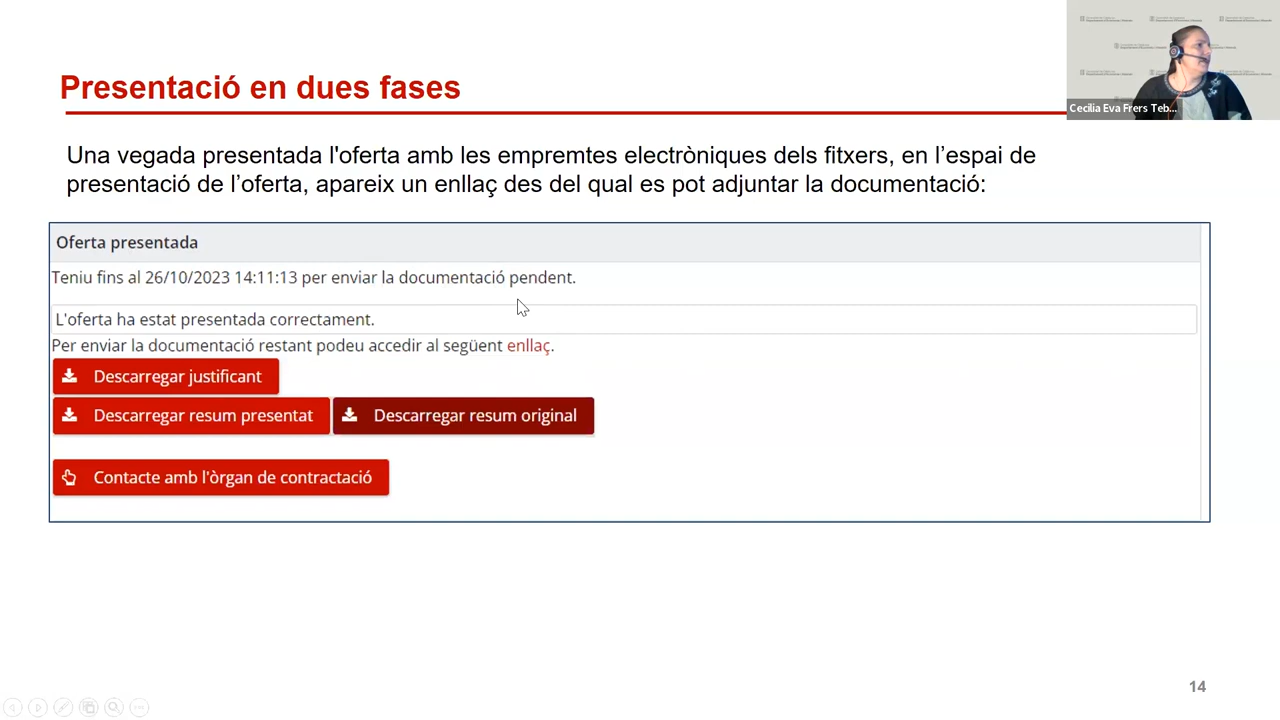 Presentació en dues fases
Cecilia Eva Frers Teb...
Una vegada presentada l'oferta amb les empremtes electròniques dels fitxers, en l’espai de
presentació de l’oferta, apareix un enllaç des del qual es pot adjuntar la documentació:
Oferta presentada
Teniu fins al 26/10/2023 14:11:13 per enviar la documentació pendent.
L'oferta ha estat presentada correctament.
Per enviar la documentació restant podeu accedir al següent enllaç.
Descarregar justificant
Descarregar resum presentat
Descarregar resum original
Contacte amb l'òrgan de contractació
14